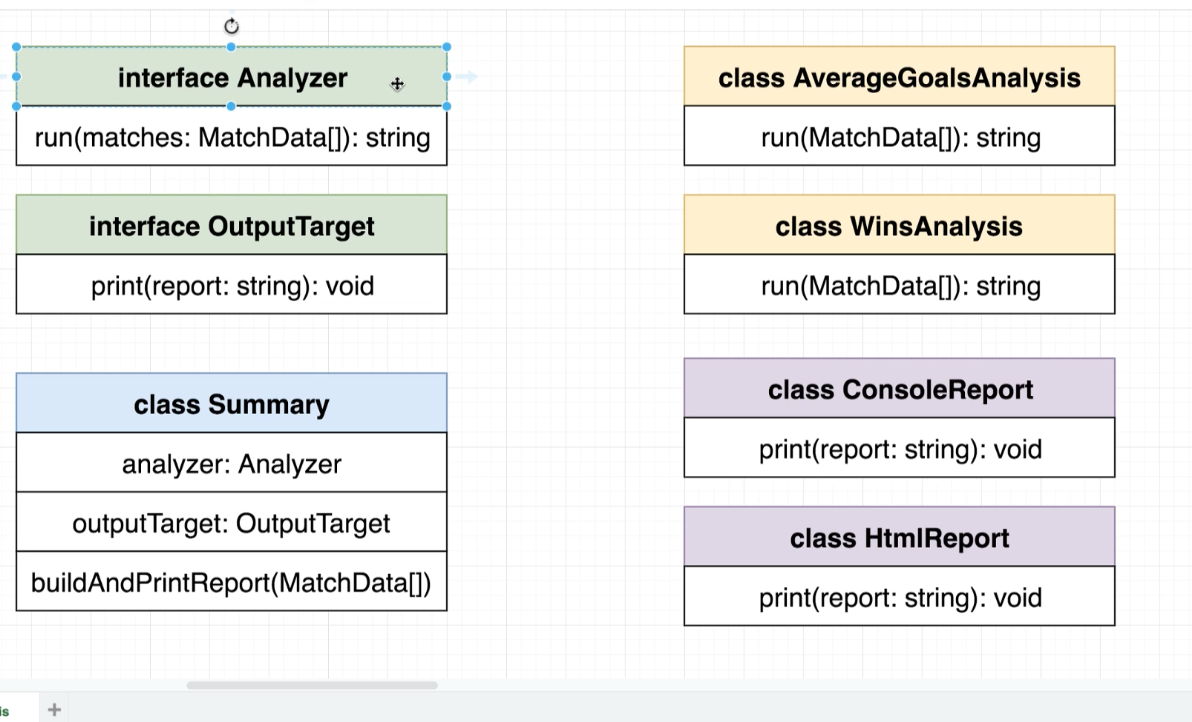 interface Analyzer
run(matches: MatchData[]): string
interface OutputTarget
print(report: string): void
class Summary
analyzer: Analyzer
outputTarget: OutputTarget
buildAndPrintReport(MatchData[])
class AverageGoalsAnalysis
run(MatchData[]): string
class WinsAnalysis
run(MatchData[]): string
class ConsoleReport
print(report: string): void
class HtmlReport
print(report: string): void
is